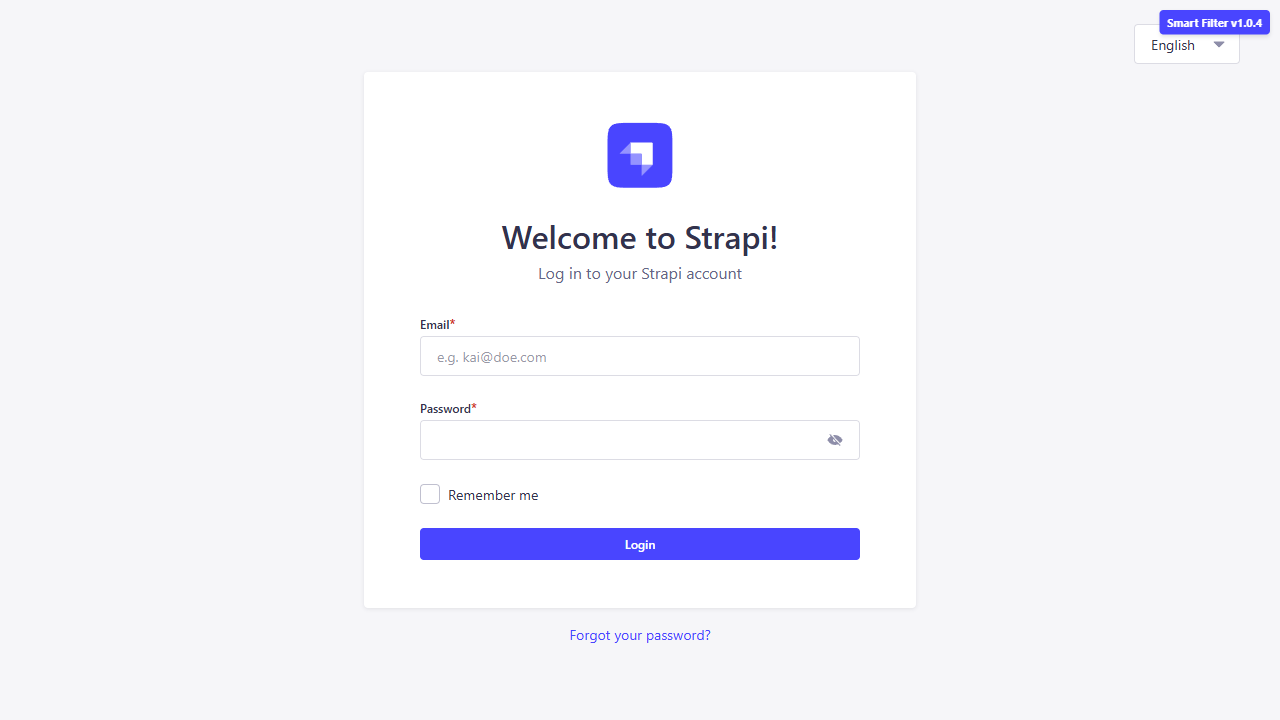 Smart Filter v1.0.4
English
Welcome to Strapi!
Log in to your Strapi account
Email*
e.g. kai@doe.com
Password*
Remember me
Login
Forgot your password?